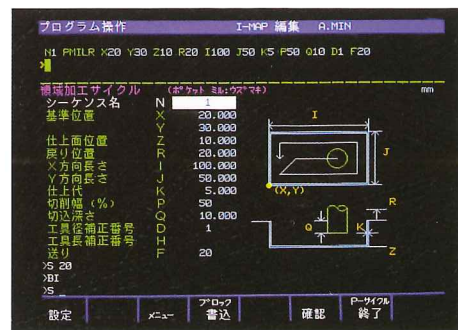 プログラム操作 I-MAP 編集 A.MIN
N1 PMILR X20 Y30 Z10 R20 I100 J50 K5 P50 Q10 D1 F20
>
領域加工サイクル (ポケット ミル:ウズマキ) mm
シーケンス名 N 1
基準位置 X 20.000
Y 30.000
仕上面位置 Z 10.000
戻り位置 R 20.000
X方向長さ I 100.000
Y方向長さ J 50.000
仕上代 K 5.000
切削幅 (%) P 50
切込深さ Q 10.000
工具径補正番号 D 1
工具長補正番号 H
送り F 20
I
J
(X,Y)
R
Q
K
Z
>S 20
>BI
>S _
設定 メニュー ブロック書込 確認 P-サイクル終了